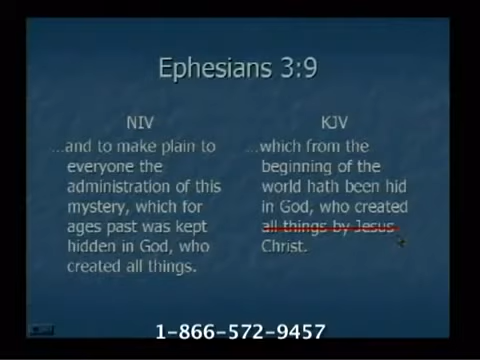 Ephesians 3:9
NIV
…and to make plain to
everyone the
administration of this
mystery, which for
ages past was kept
hidden in God, who
created all things.
KJV
…which from the
beginning of the
world hath been hid
in God, who created
all things by Jesus
Christ.
1-866-572-9457